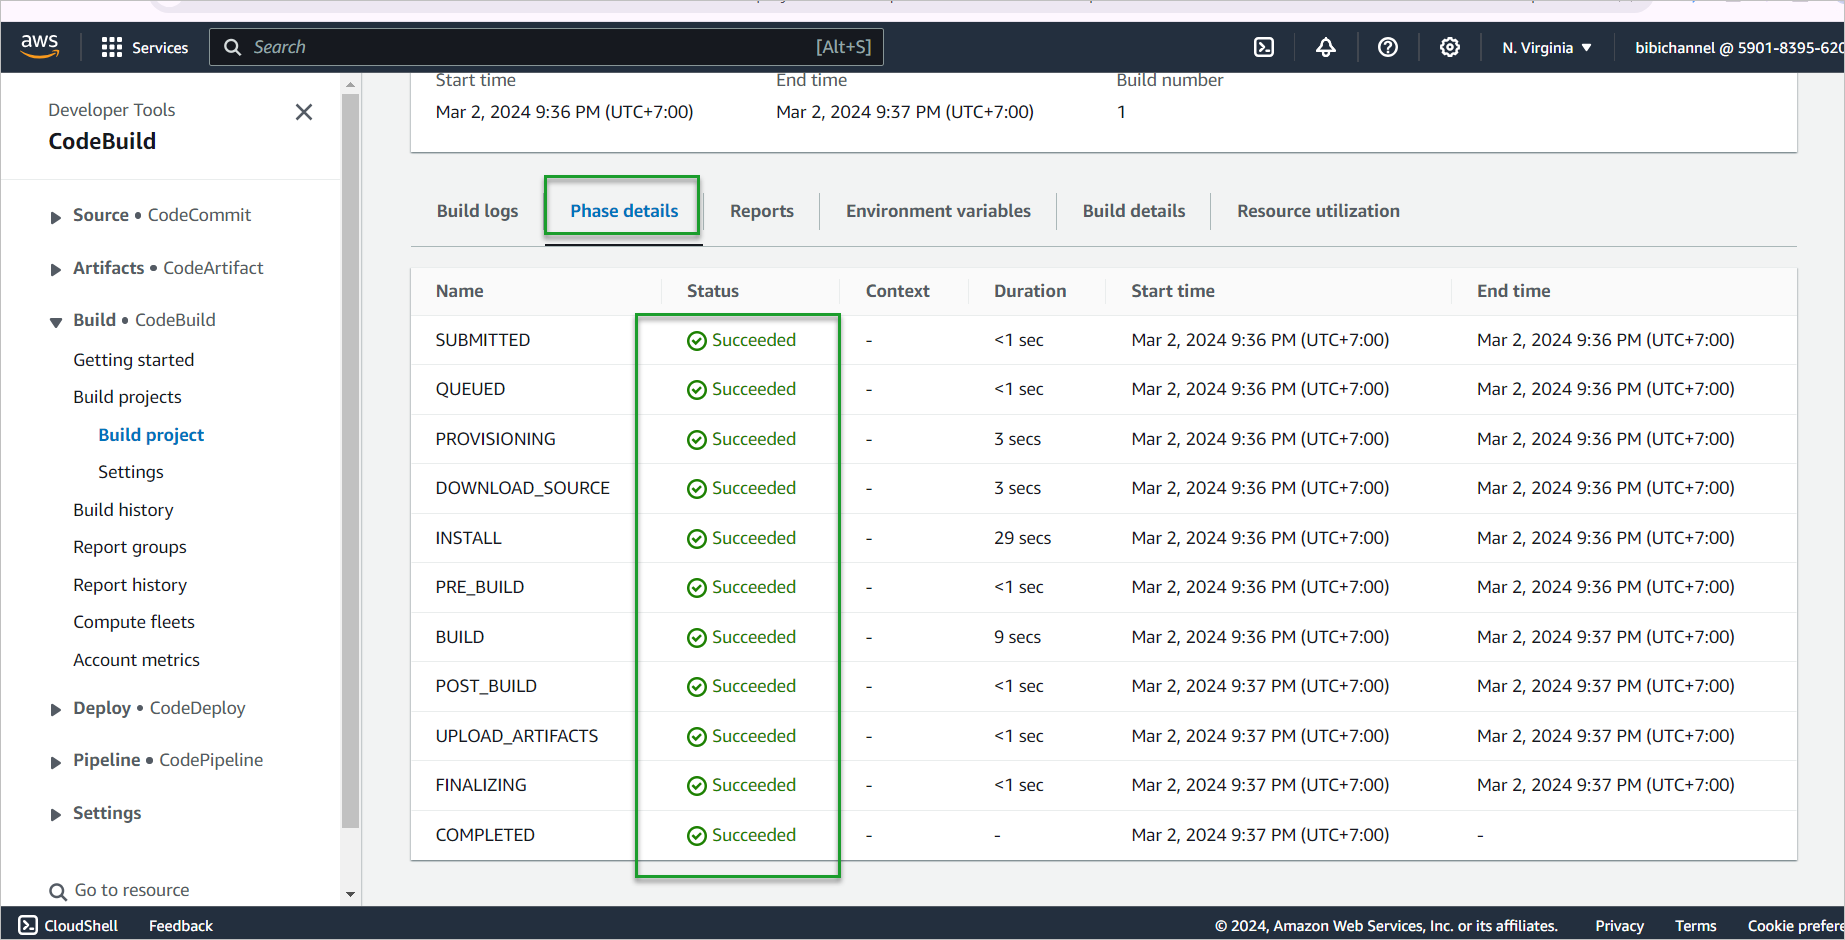 aws Services Search [Alt+S] N. Virginia ▼ bibichannel @ 5901-8395-620
Developer Tools
CodeBuild
Source • CodeCommit
Artifacts • CodeArtifact
Build • CodeBuild
Getting started
Build projects
Build project
Settings
Build history
Report groups
Report history
Compute fleets
Account metrics
Deploy • CodeDeploy
Pipeline • CodePipeline
Settings
Go to resource
Start time End time Build number
Mar 2, 2024 9:36 PM (UTC+7:00) Mar 2, 2024 9:37 PM (UTC+7:00) 1
Build logs Phase details Reports Environment variables Build details Resource utilization
Name Status Context Duration Start time End time
SUBMITTED Succeeded - <1 sec Mar 2, 2024 9:36 PM (UTC+7:00) Mar 2, 2024 9:36 PM (UTC+7:00)
QUEUED Succeeded - <1 sec Mar 2, 2024 9:36 PM (UTC+7:00) Mar 2, 2024 9:36 PM (UTC+7:00)
PROVISIONING Succeeded - 3 secs Mar 2, 2024 9:36 PM (UTC+7:00) Mar 2, 2024 9:36 PM (UTC+7:00)
DOWNLOAD_SOURCE Succeeded - 3 secs Mar 2, 2024 9:36 PM (UTC+7:00) Mar 2, 2024 9:36 PM (UTC+7:00)
INSTALL Succeeded - 29 secs Mar 2, 2024 9:36 PM (UTC+7:00) Mar 2, 2024 9:36 PM (UTC+7:00)
PRE_BUILD Succeeded - <1 sec Mar 2, 2024 9:36 PM (UTC+7:00) Mar 2, 2024 9:36 PM (UTC+7:00)
BUILD Succeeded - 9 secs Mar 2, 2024 9:36 PM (UTC+7:00) Mar 2, 2024 9:37 PM (UTC+7:00)
POST_BUILD Succeeded - <1 sec Mar 2, 2024 9:37 PM (UTC+7:00) Mar 2, 2024 9:37 PM (UTC+7:00)
UPLOAD_ARTIFACTS Succeeded - <1 sec Mar 2, 2024 9:37 PM (UTC+7:00) Mar 2, 2024 9:37 PM (UTC+7:00)
FINALIZING Succeeded - <1 sec Mar 2, 2024 9:37 PM (UTC+7:00) Mar 2, 2024 9:37 PM (UTC+7:00)
COMPLETED Succeeded - - Mar 2, 2024 9:37 PM (UTC+7:00) -
CloudShell Feedback © 2024, Amazon Web Services, Inc. or its affiliates. Privacy Terms Cookie prefere